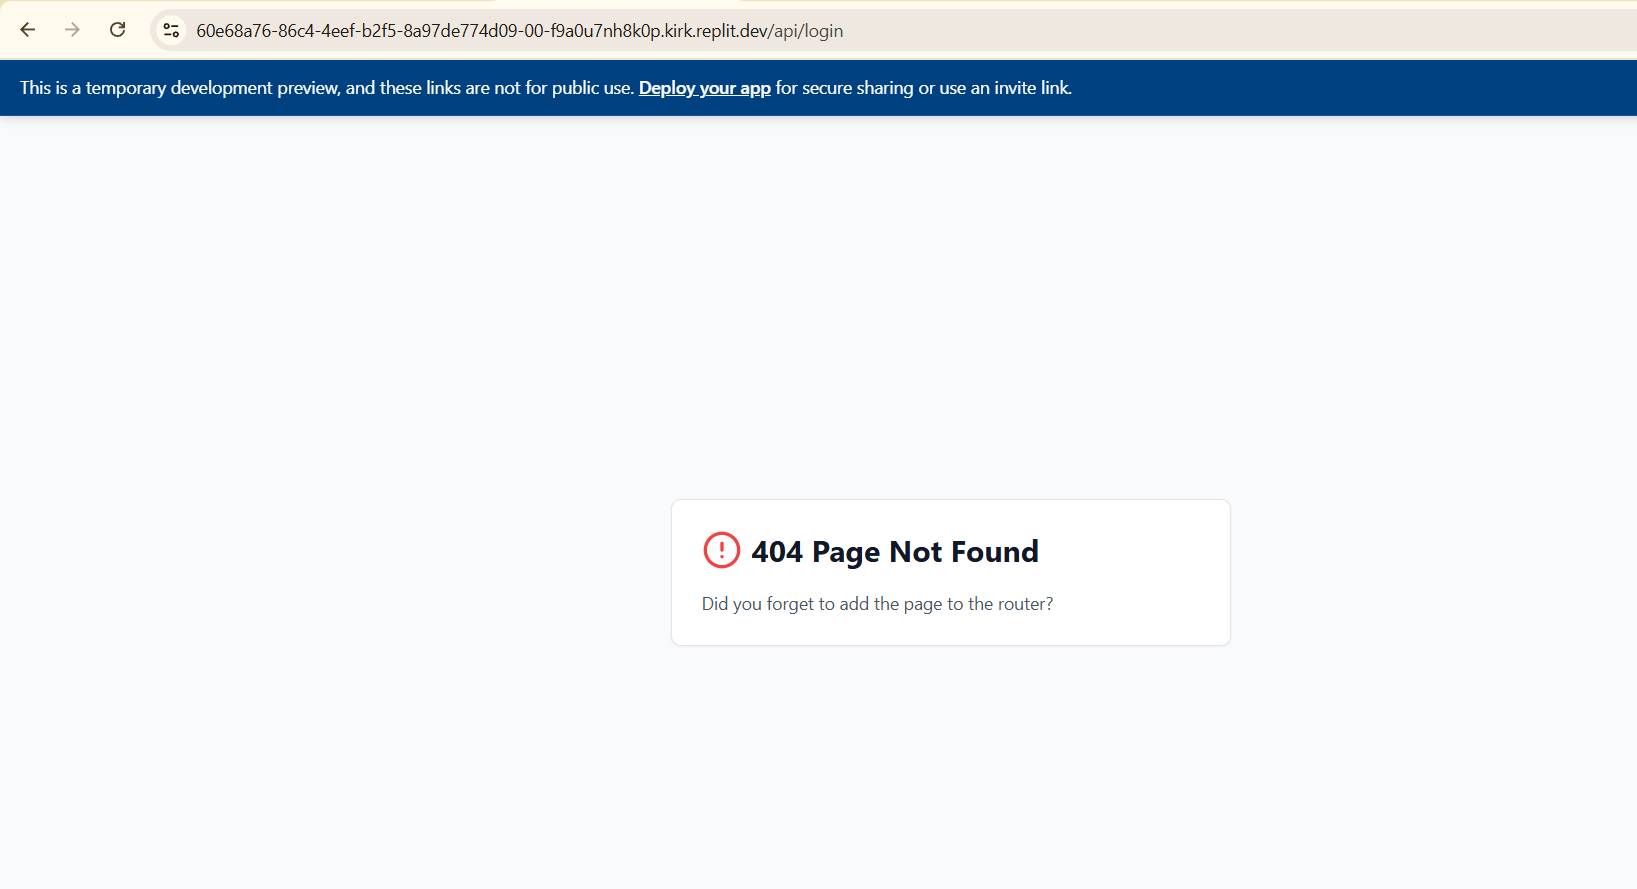 60e68a76-86c4-4eef-b2f5-8a97de774d09-00-f9a0u7nh8k0p.kirk.replit.dev/api/login
This is a temporary development preview, and these links are not for public use. Deploy your app for secure sharing or use an invite link.
404 Page Not Found
Did you forget to add the page to the router?